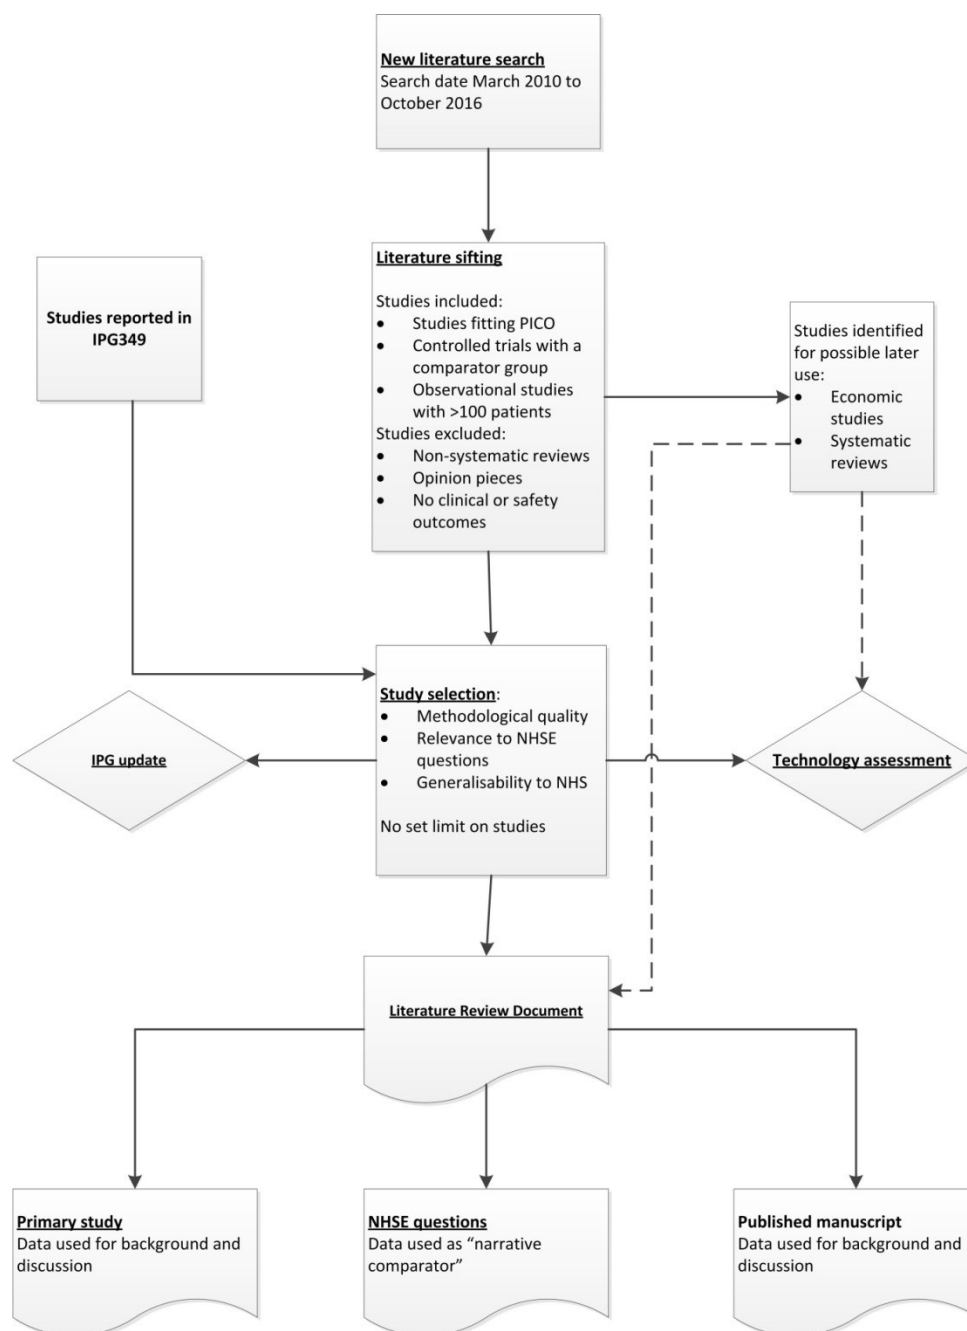 New literature search
Search date March 2010 to
October 2016
Literature sifting
Studies included:
• Studies fitting PICO
• Controlled trials with a
comparator group
• Observational studies
with >100 patients
Studies excluded:
• Non-systematic reviews
• Opinion pieces
• No clinical or safety
outcomes
Studies reported in
IPG349
Studies identified
for possible later
use:
• Economic
studies
• Systematic
reviews
Study selection:
• Methodological quality
• Relevance to NHSE
questions
• Generalisability to NHS
No set limit on studies
IPG update
Technology assessment
Literature Review Document
Primary study
Data used for background and
discussion
NHSE questions
Data used as “narrative
comparator”
Published manuscript
Data used for background and
discussion